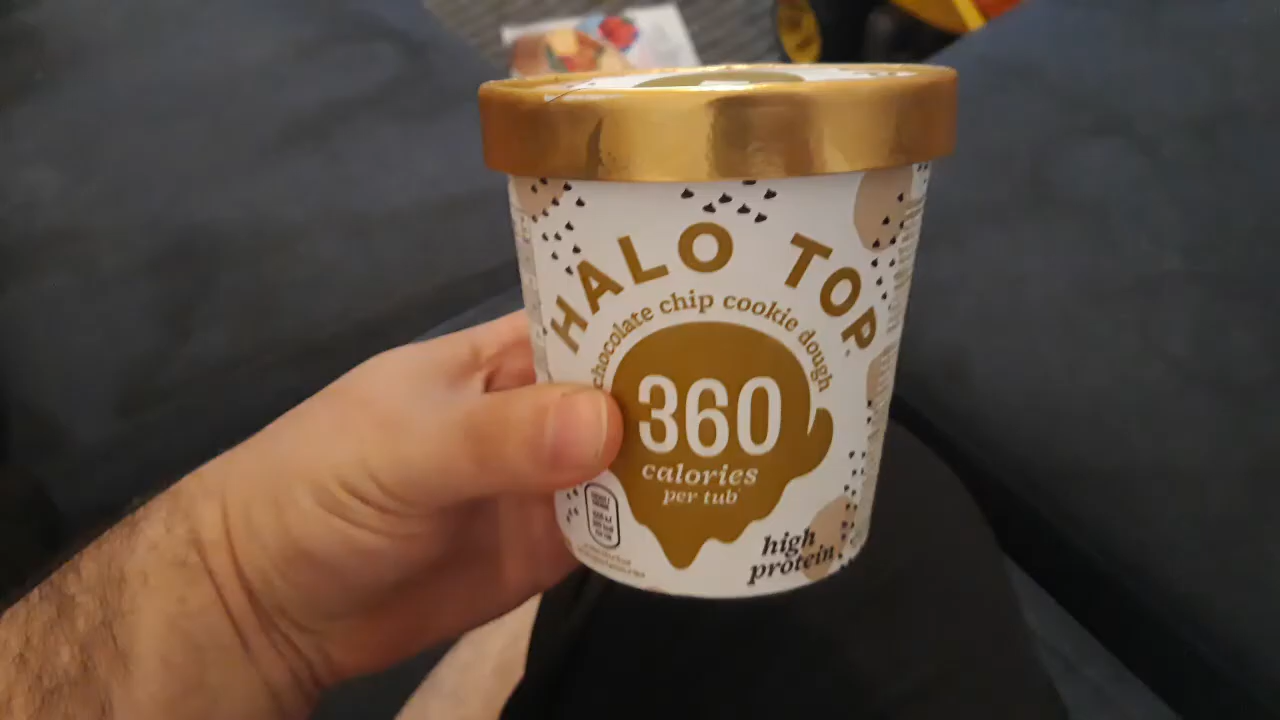 HALO TOP
chocolate chip cookie dough
360
calories
per tub
high
protein